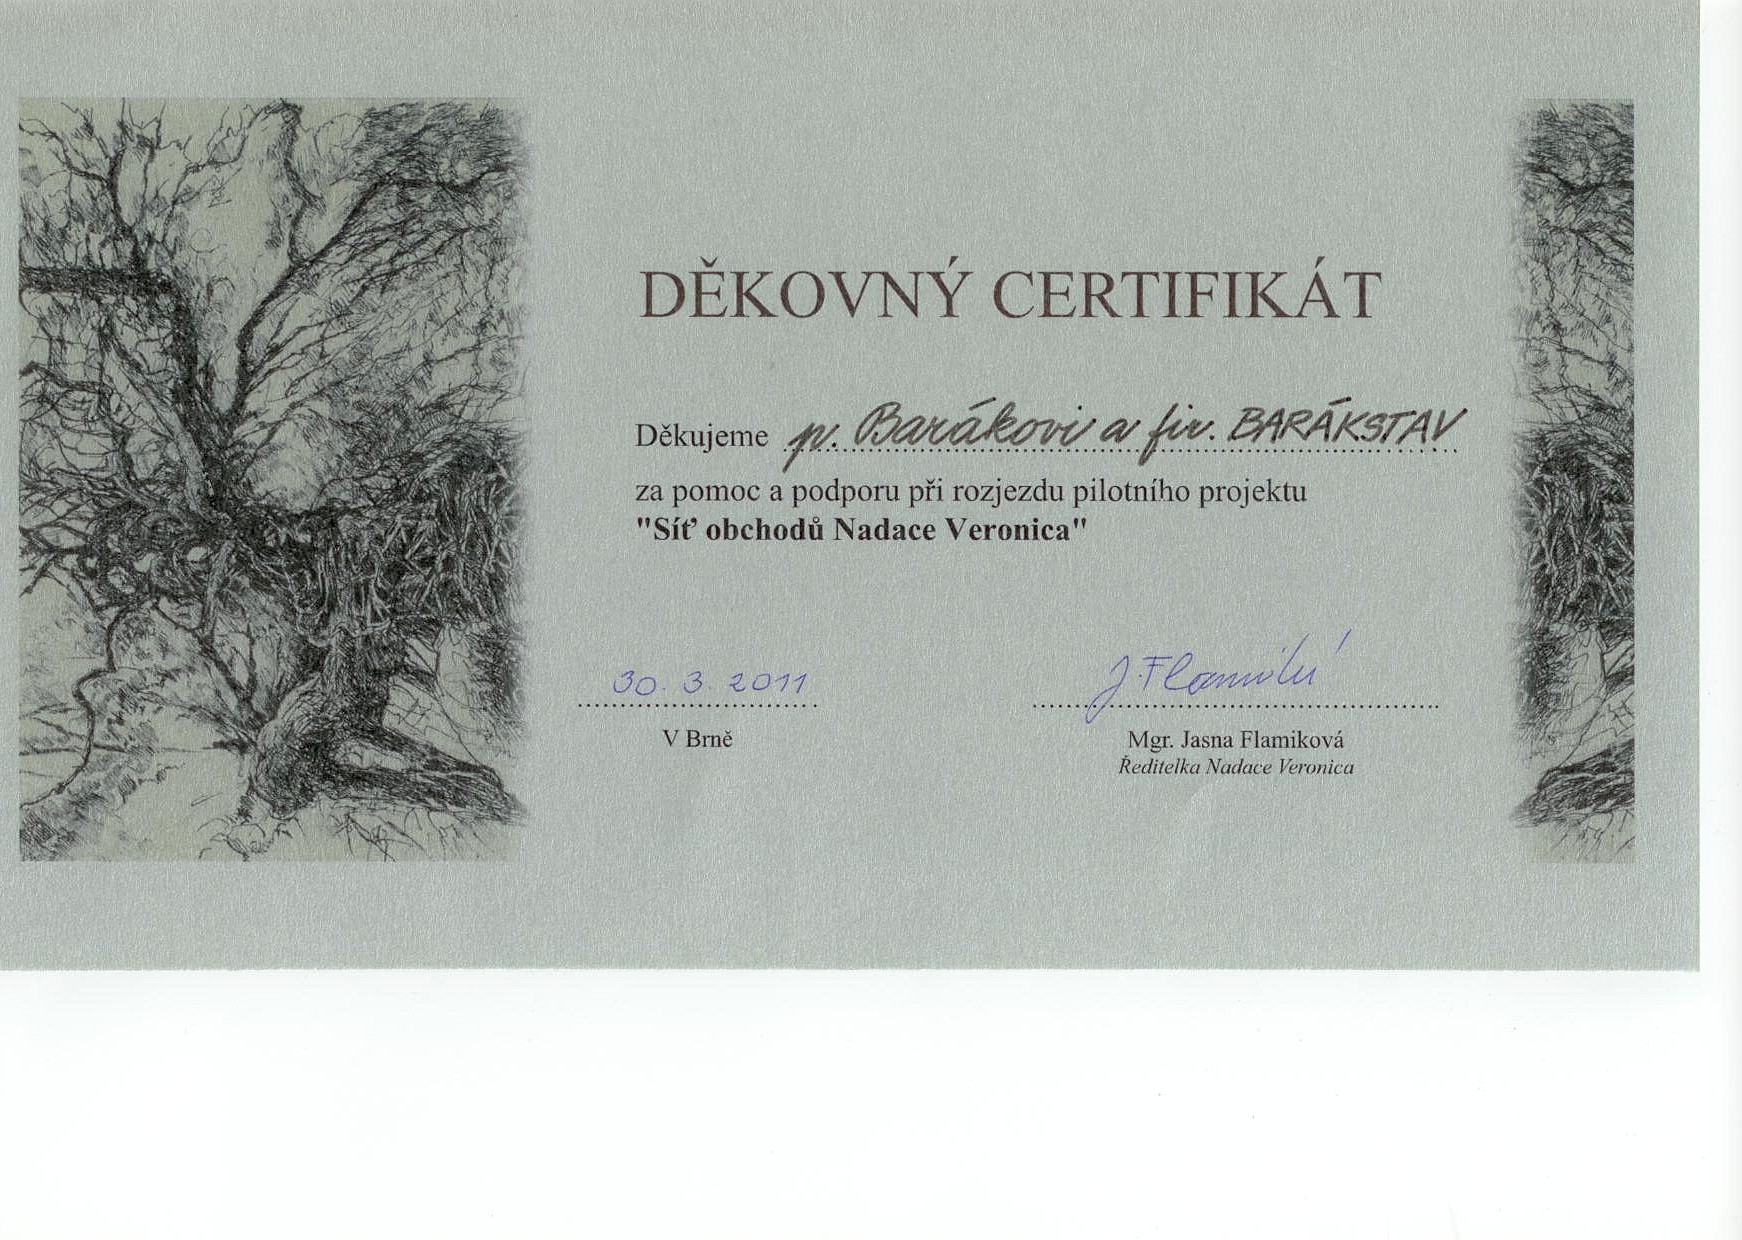 DĚKOVNÝ CERTIFIKÁT
Děkujeme p. Barákovi a fir. BARÁKSTAV
za pomoc a podporu při rozjezdu pilotního projektu
"Síť obchodů Nadace Veronica"
30. 3. 2011
J. Flamiková
V Brně
Mgr. Jasna Flamiková
Ředitelka Nadace Veronica